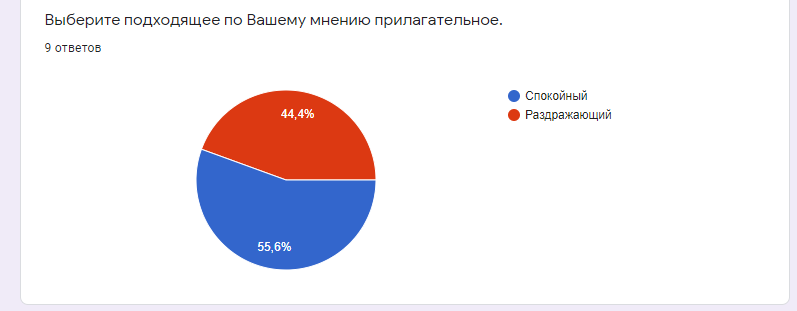 Выберите подходящее по Вашему мнению прилагательное.
9 ответов
Спокойный
Раздражающий
44,4%
55,6%